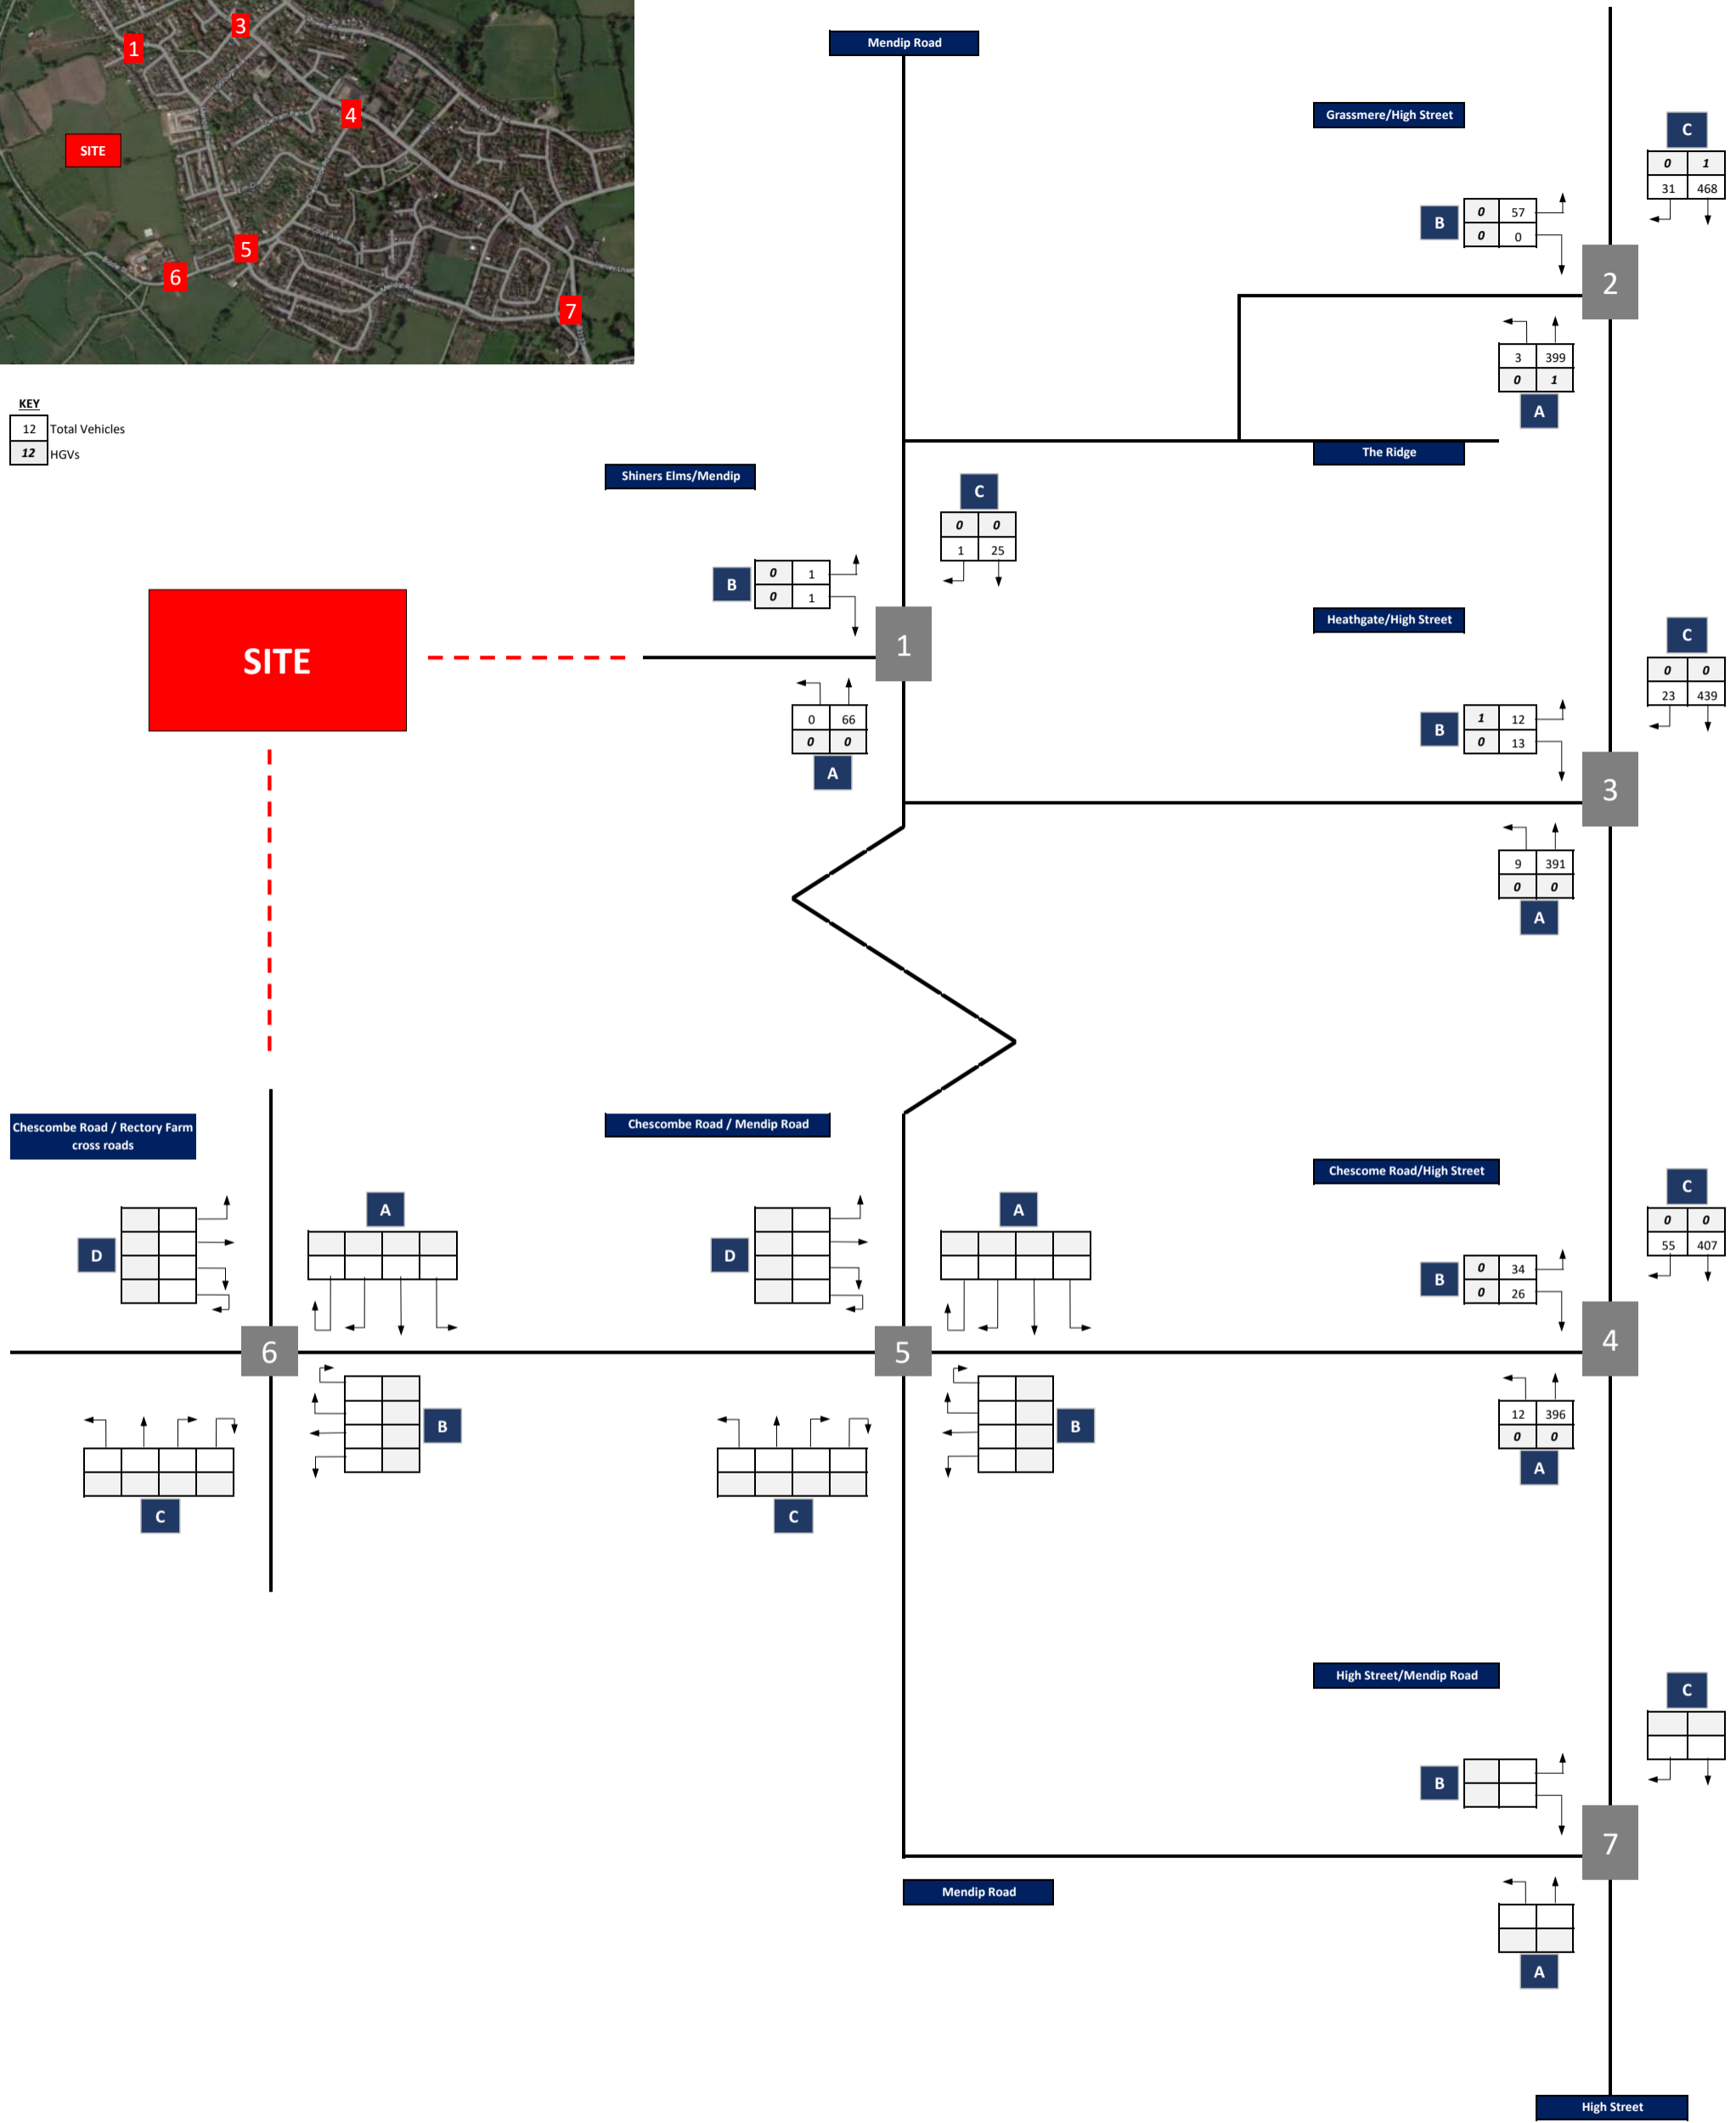 3
1
4
SITE
5
6
7
KEY
12 Total Vehicles
12 HGVs
Mendip Road
Grassmere/High Street
C
0 1
31 468
B
0 57
0 0
2
3 399
0 1
A
The Ridge
Shiners Elms/Mendip
C
0 0
1 25
B
0 1
0 1
SITE
1
0 66
0 0
A
Heathgate/High Street
C
0 0
23 439
B
1 12
0 13
3
9 391
0 0
A
Chescombe Road / Rectory Farm
cross roads
D
A
6
B
C
Chescombe Road / Mendip Road
D
A
5
B
C
Chescome Road/High Street
C
0 0
55 407
B
0 34
0 26
4
12 396
0 0
A
High Street/Mendip Road
C
B
7
Mendip Road
A
High Street